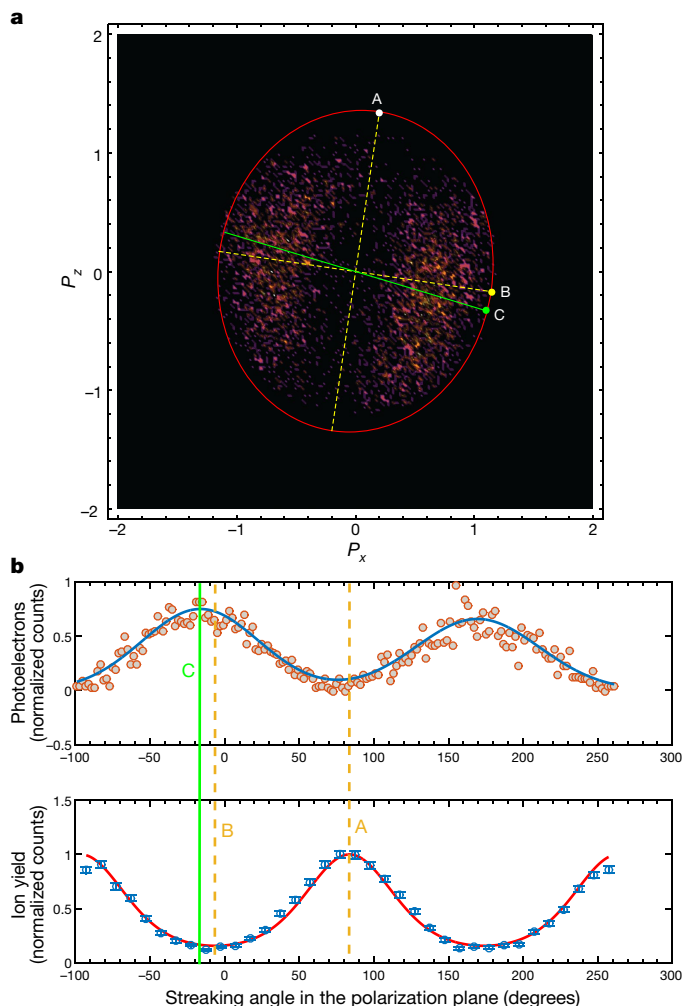 a
2
A
1
P_z
0
B
C
–1
–2
–2
–1
0
1
2
P_x
b
1
Photoelectrons
(normalized counts)
0.5
C
0
–0.5
–100
–50
0
50
100
150
200
250
300
1.5
Ion yield
(normalized counts)
B
A
1
0.5
0
–100
–50
0
50
100
150
200
250
300
Streaking angle in the polarization plane (degrees)